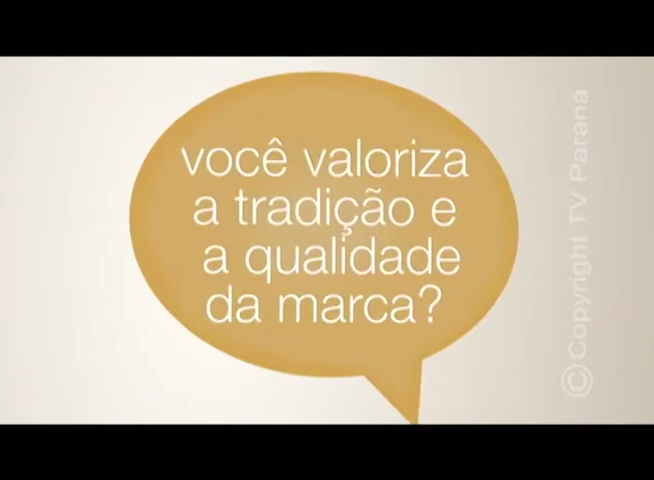 você valoriza
a tradição e
a qualidade
da marca?
© Copyright TV Paraná